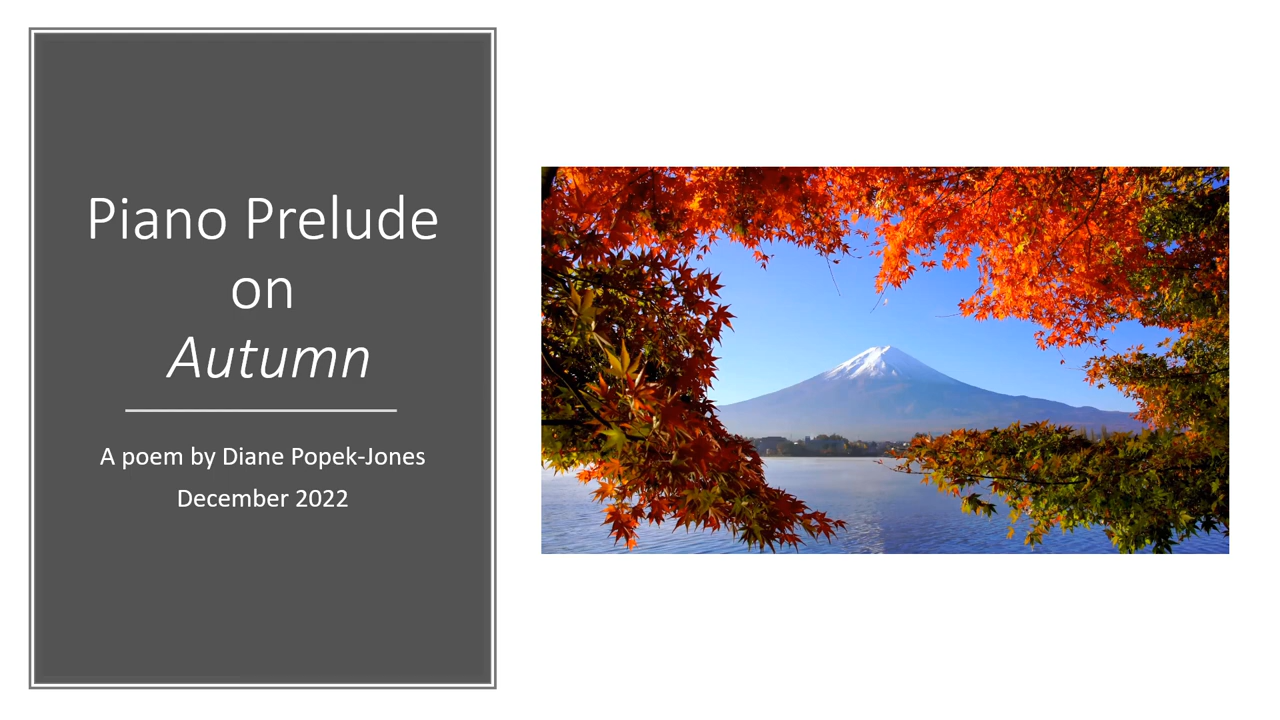 Piano Prelude
on
Autumn
A poem by Diane Popek-Jones
December 2022